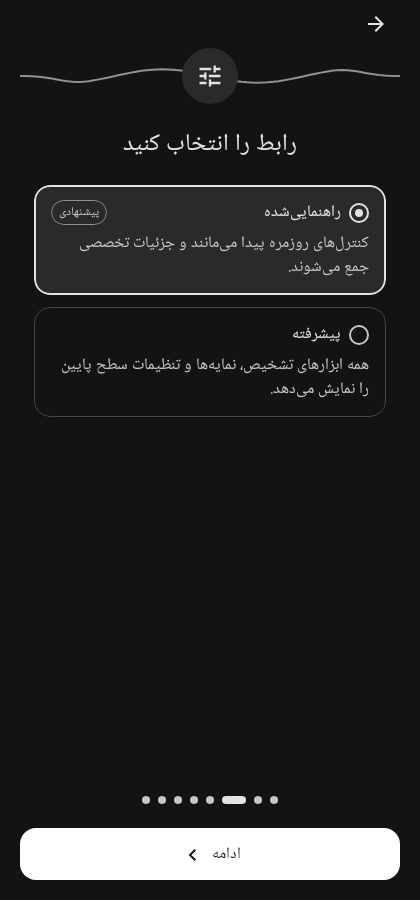 رابط را انتخاب کنید
راهنمایی‌شده
پیشنهادی
کنترل‌های روزمره پیدا می‌مانند و جزئیات تخصصی
جمع می‌شوند.
پیشرفته
همه ابزارهای تشخیص، نمایه‌ها و تنظیمات سطح پایین
را نمایش می‌دهد.
ادامه